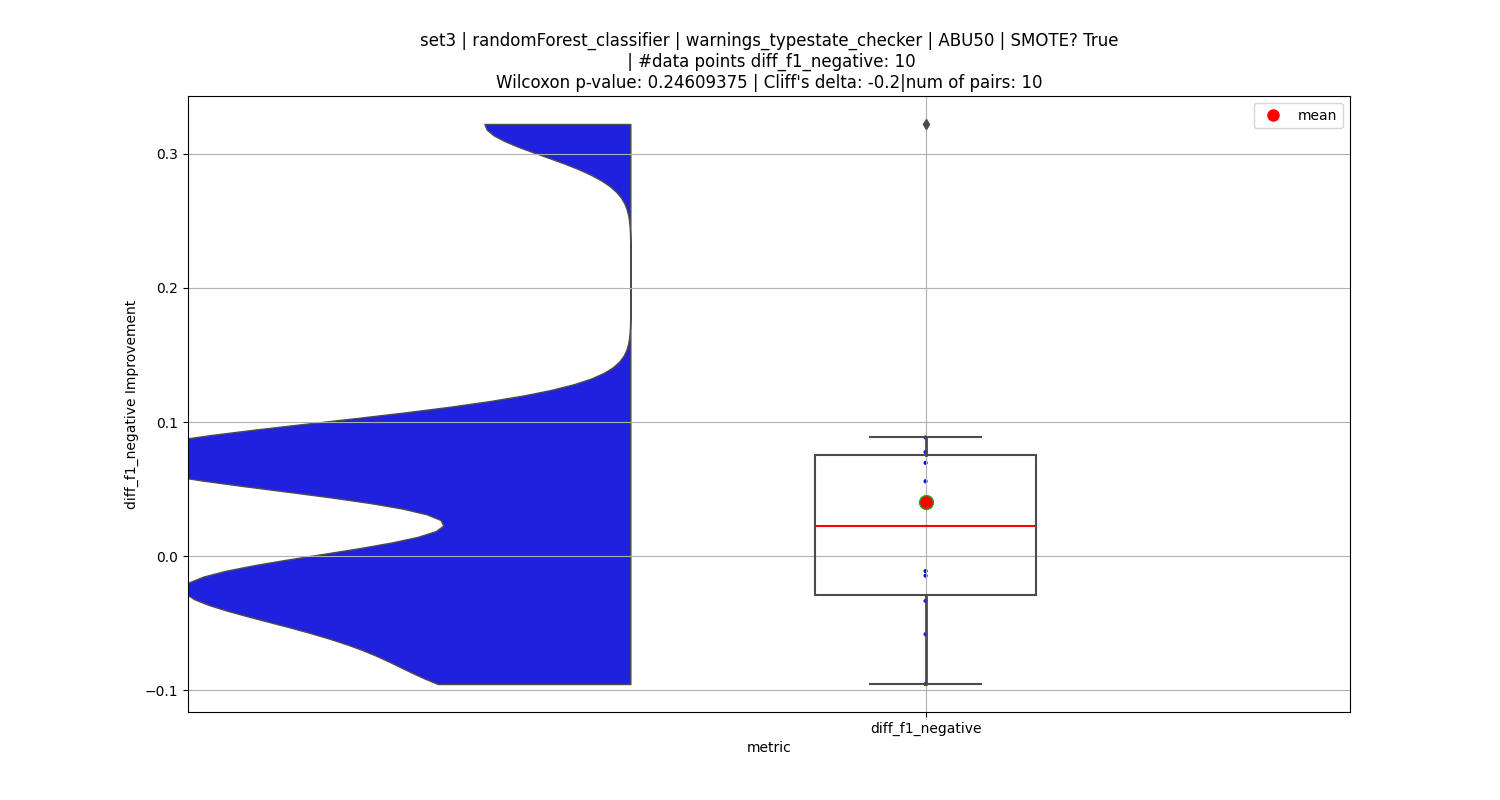 set3 | randomForest_classifier | warnings_typestate_checker | ABU50 | SMOTE? True
| #data points diff_f1_negative: 10
Wilcoxon p-value: 0.24609375 | Cliff's delta: -0.2|num of pairs: 10
mean
0.3
0.2
0.1
0.0
−0.1
diff_f1_negative Improvement
diff_f1_negative
metric